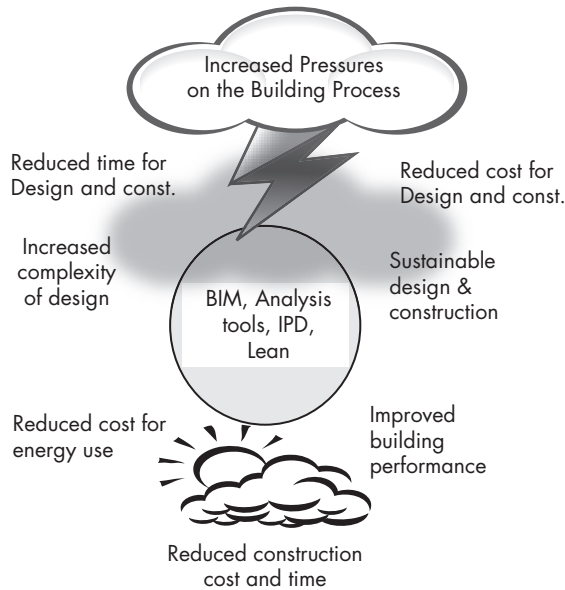 Increased Pressures
on the Building Process
Reduced time for
Design and const.
Reduced cost for
Design and const.
Increased
complexity
of design
Sustainable
design &
construction
BIM, Analysis
tools, IPD,
Lean
Reduced cost for
energy use
Improved
building
performance
Reduced construction
cost and time